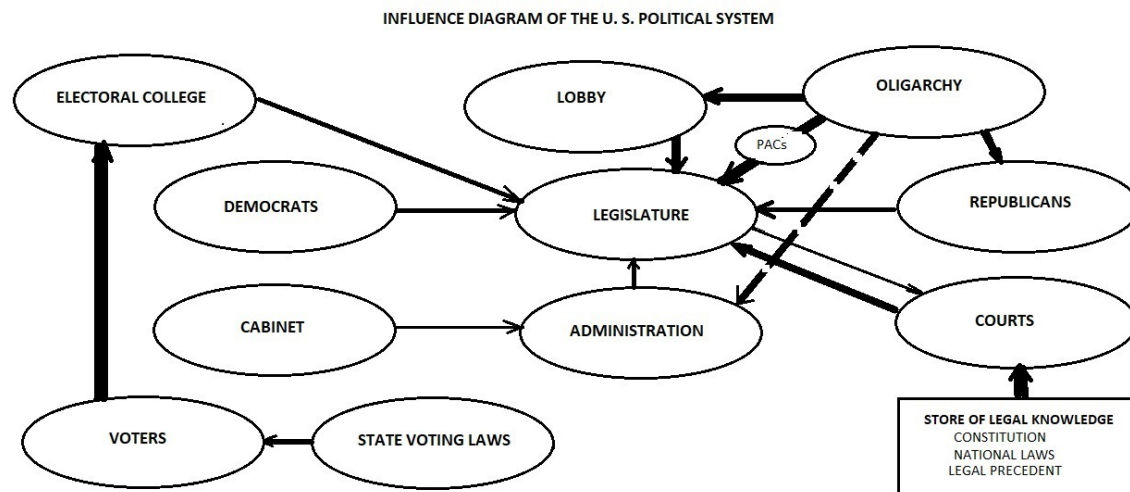 INFLUENCE DIAGRAM OF THE U. S. POLITICAL SYSTEM
ELECTORAL COLLEGE
LOBBY
OLIGARCHY
PACs
DEMOCRATS
LEGISLATURE
REPUBLICANS
CABINET
ADMINISTRATION
COURTS
VOTERS
STATE VOTING LAWS
STORE OF LEGAL KNOWLEDGE
CONSTITUTION
NATIONAL LAWS
LEGAL PRECEDENT